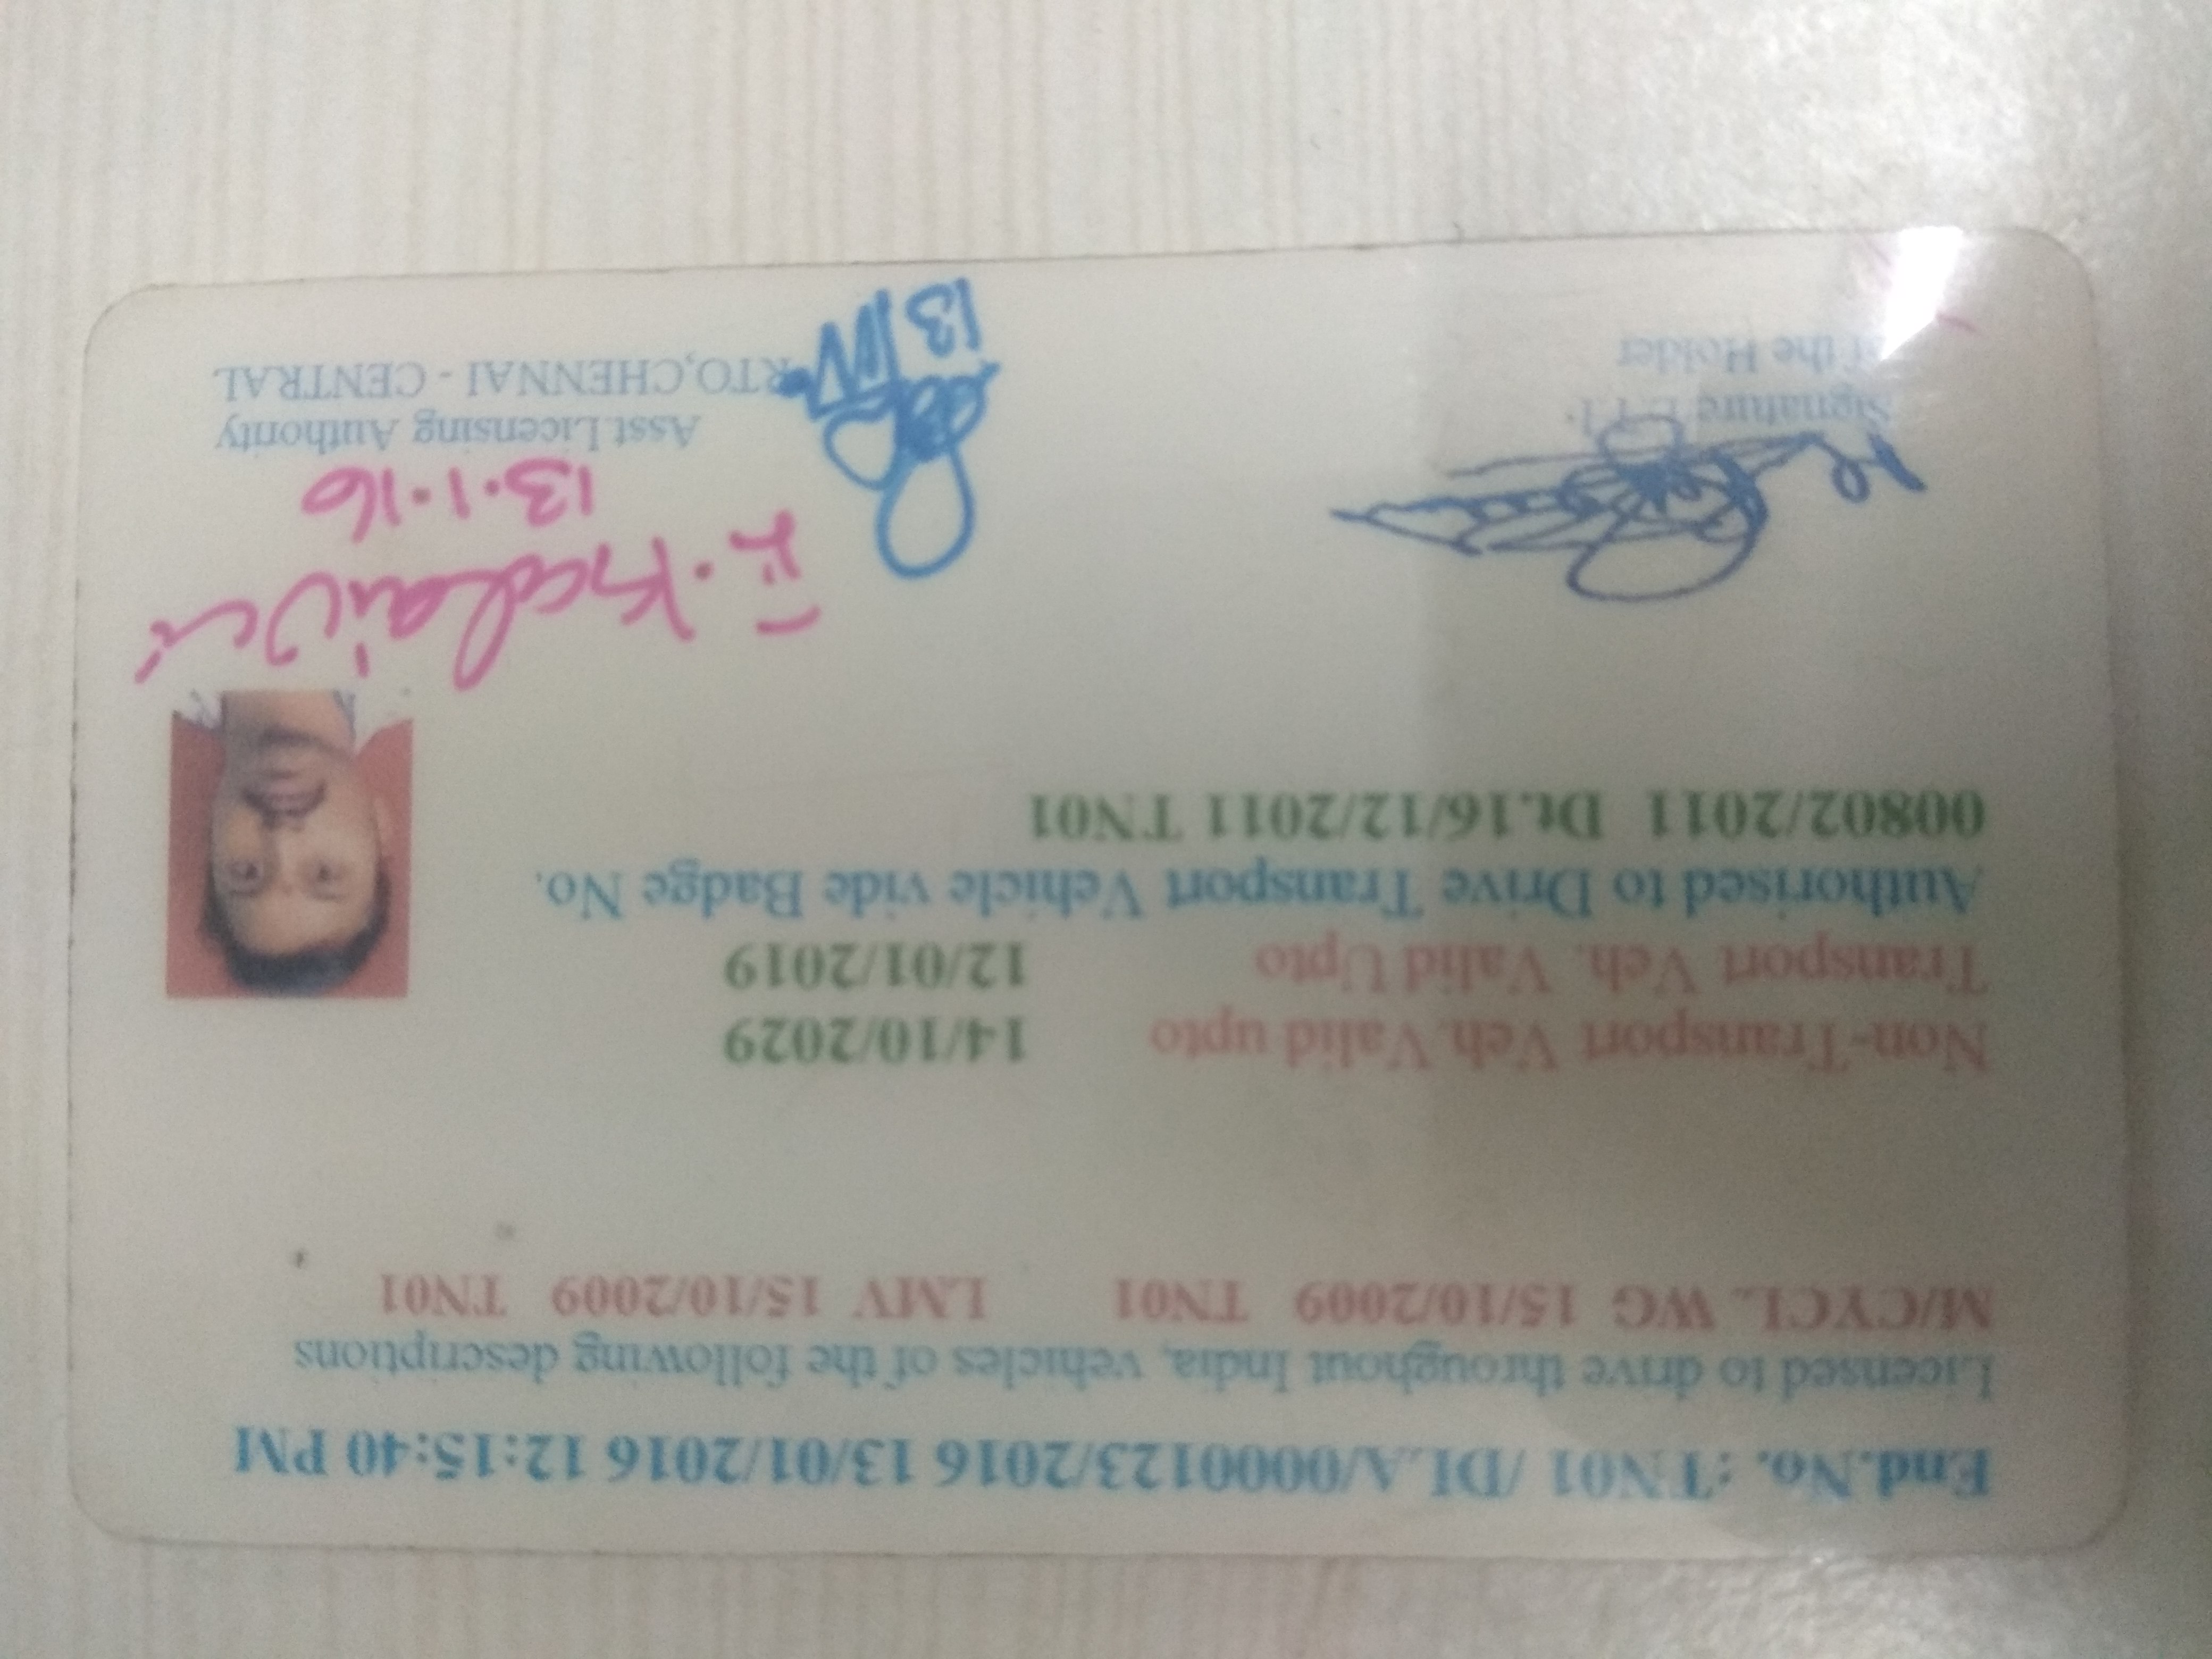 End.No. : TN01 /DLA/0000123/2016 13/01/2016 12:15:40 PM
Licensed to drive throughout India, vehicles of the following descriptions
M/CYCL. WG 15/10/2009 TN01 LMV 15/10/2009 TN01
Non-Transport Veh.Valid upto 14/10/2029
Transport Veh. Valid Upto 12/01/2019
Authorised to Drive Transport Vehicle vide Badge No.
00802/2011 Dt.16/12/2011 TN01
13.1.16
Signature Asst.Licensing Authority
the Holder RTO,CHENNAI - CENTRAL
13